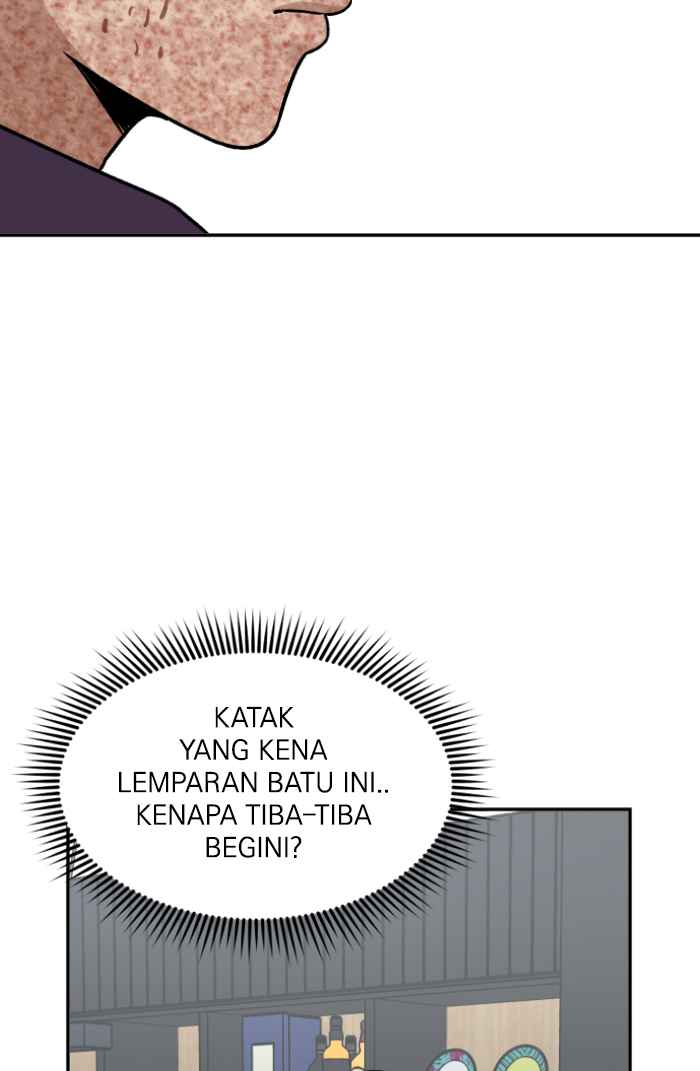 KATAK
YANG KENA
LEMPARAN BATU INI..
KENAPA TIBA-TIBA
BEGINI?